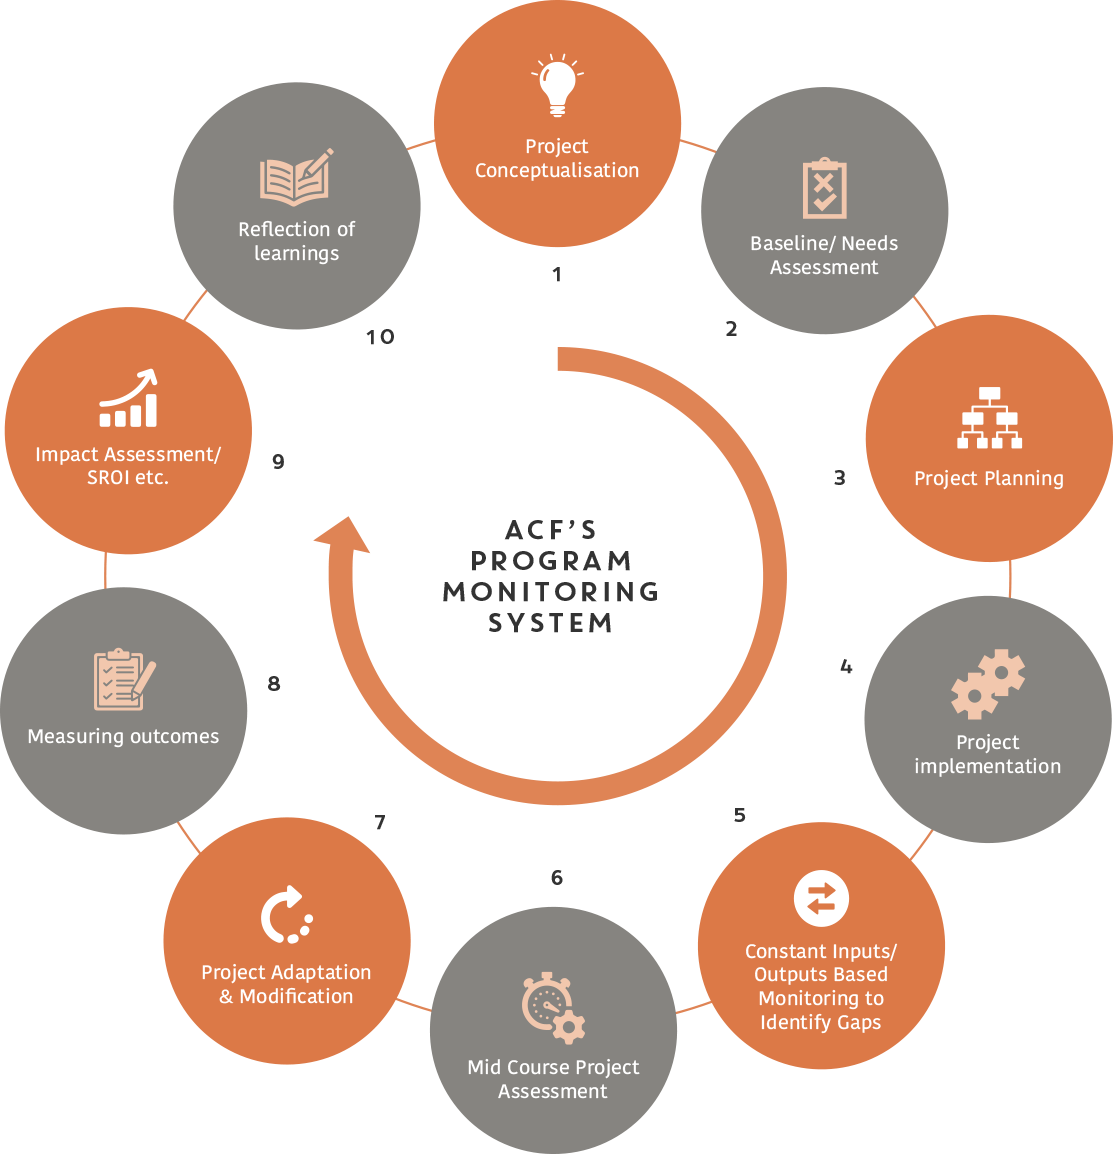 Project
Conceptualisation
1
Baseline/ Needs
Assessment
2
Project Planning
3
Project
implementation
4
Constant Inputs/
Outputs Based
Monitoring to
Identify Gaps
5
Mid Course Project
Assessment
6
Project Adaptation
& Modification
7
Measuring outcomes
8
Impact Assessment/
SROI etc.
9
Reflection of
learnings
10
ACF’S
PROGRAM
MONITORING
SYSTEM